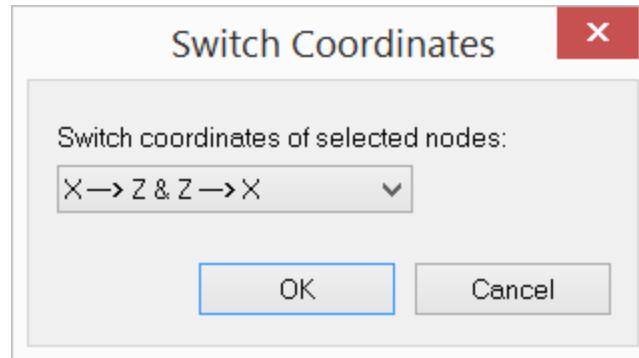 Switch Coordinates
Switch coordinates of selected nodes:
X—>Z & Z—>X
OK Cancel